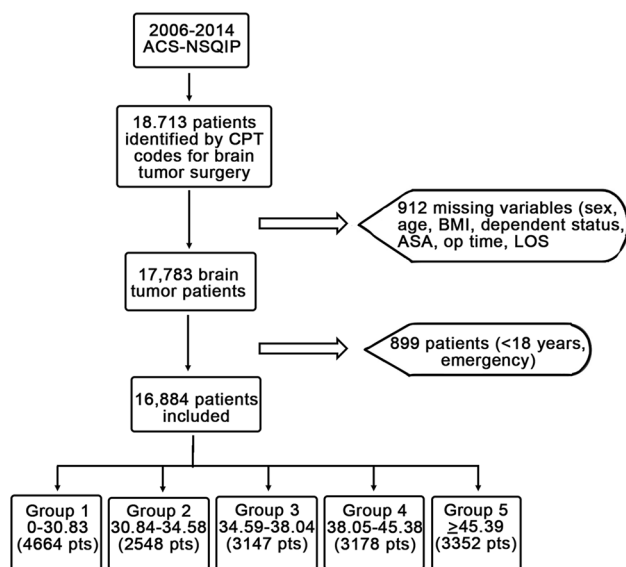 2006-2014
ACS-NSQIP
18.713 patients
identified by CPT
codes for brain
tumor surgery
912 missing variables (sex,
age, BMI, dependent status,
ASA, op time, LOS
17,783 brain
tumor patients
899 patients (<18 years,
emergency)
16,884 patients
included
Group 1
0-30.83
(4664 pts)
Group 2
30.84-34.58
(2548 pts)
Group 3
34.59-38.04
(3147 pts)
Group 4
38.05-45.38
(3178 pts)
Group 5
≥45.39
(3352 pts)